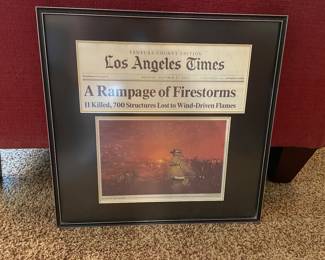 VENTURA COUNTY EDITION
Los Angeles Times
A Rampage of Firestorms
11 Killed, 700 Structures Lost to Wind-Driven Flames